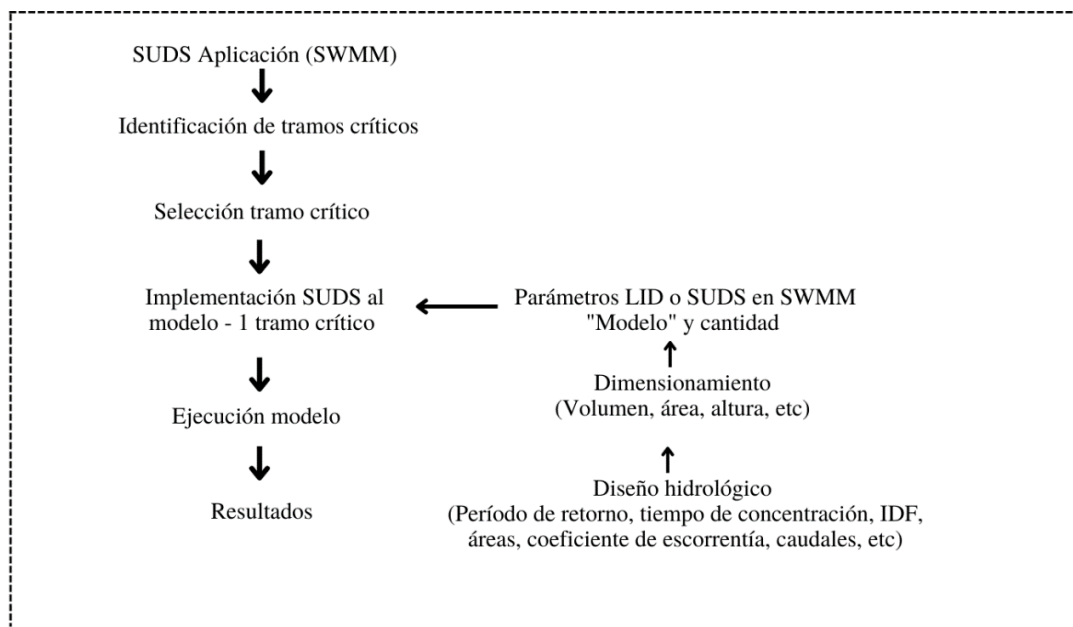 SUDS Aplicación (SWMM)
Identificación de tramos críticos
Selección tramo crítico
Implementación SUDS al
modelo - 1 tramo crítico
Ejecución modelo
Resultados
Parámetros LID o SUDS en SWMM
"Modelo" y cantidad
Dimensionamiento
(Volumen, área, altura, etc)
Diseño hidrológico
(Período de retorno, tiempo de concentración, IDF,
áreas, coeficiente de escorrentía, caudales, etc)